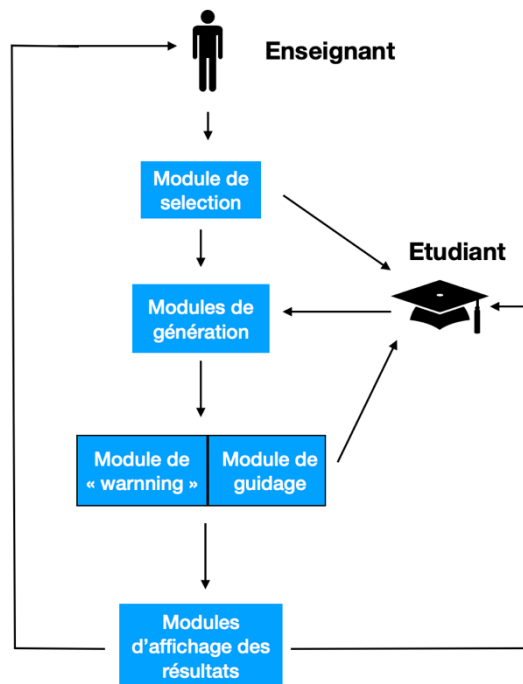 Enseignant
Module de
selection
Etudiant
Modules de
génération
Module de
« warnning »
Module de
guidage
Modules
d’affichage des
résultats